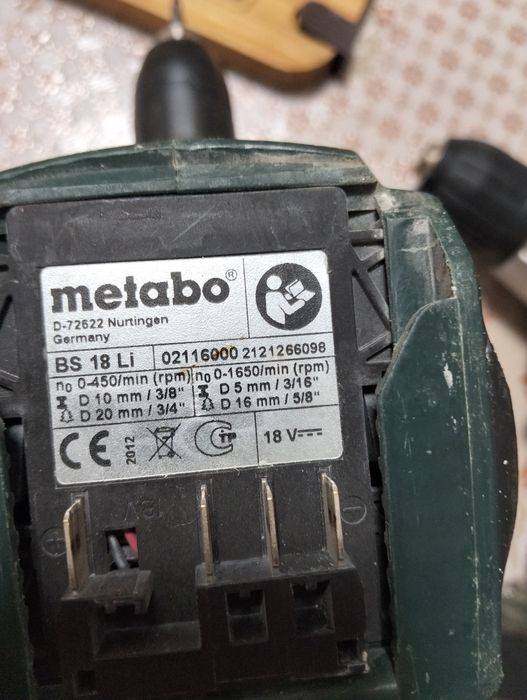 metabo®
D-72622 Nurtingen
Germany
BS 18 Li 02116000 2121266098
n0 0-450/min (rpm) n0 0-1650/min (rpm)
D 10 mm / 3/8" D 5 mm / 3/16"
D 20 mm / 3/4" D 16 mm / 5/8"
CE 2012 18 V
+ 18V -